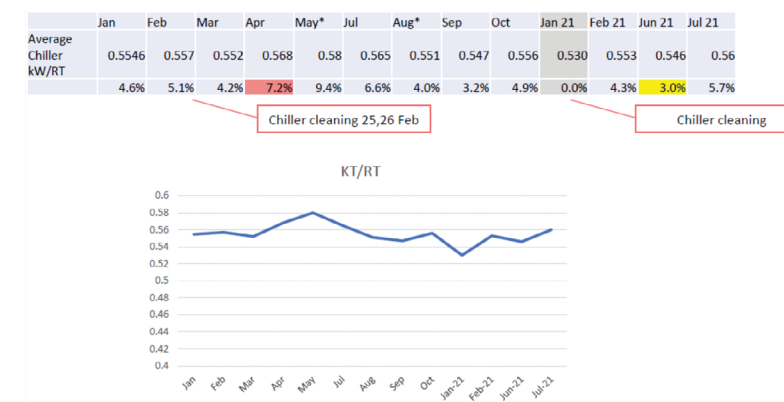 Jan Feb Mar Apr May* Jul Aug* Sep Oct Jan 21 Feb 21 Jun 21 Jul 21
Average
Chiller 0.5546 0.557 0.552 0.568 0.58 0.565 0.551 0.547 0.556 0.530 0.553 0.546 0.56
kW/RT
4.6% 5.1% 4.2% 7.2% 9.4% 6.6% 4.0% 3.2% 4.9% 0.0% 4.3% 3.0% 5.7%
Chiller cleaning 25,26 Feb
Chiller cleaning
KT/RT
0.6
0.58
0.56
0.54
0.52
0.5
0.48
0.46
0.44
0.42
0.4
Jan Feb Mar Apr May Jul Aug Sep Oct Jan-21 Feb-21 Jun-21 Jul-21